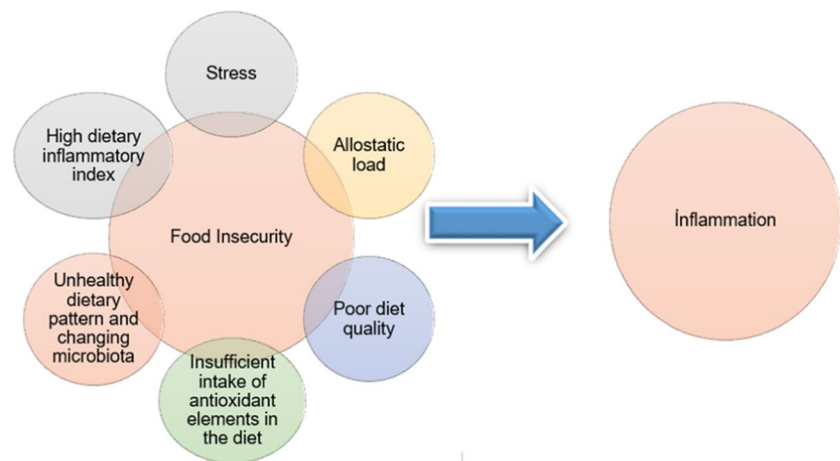 Stress
High dietary
inflammatory
index
Allostatic
load
Food Insecurity
İnflammation
Unhealthy
dietary
pattern and
changing
microbiota
Poor diet
quality
Insufficient
intake of
antioxidant
elements in
the diet